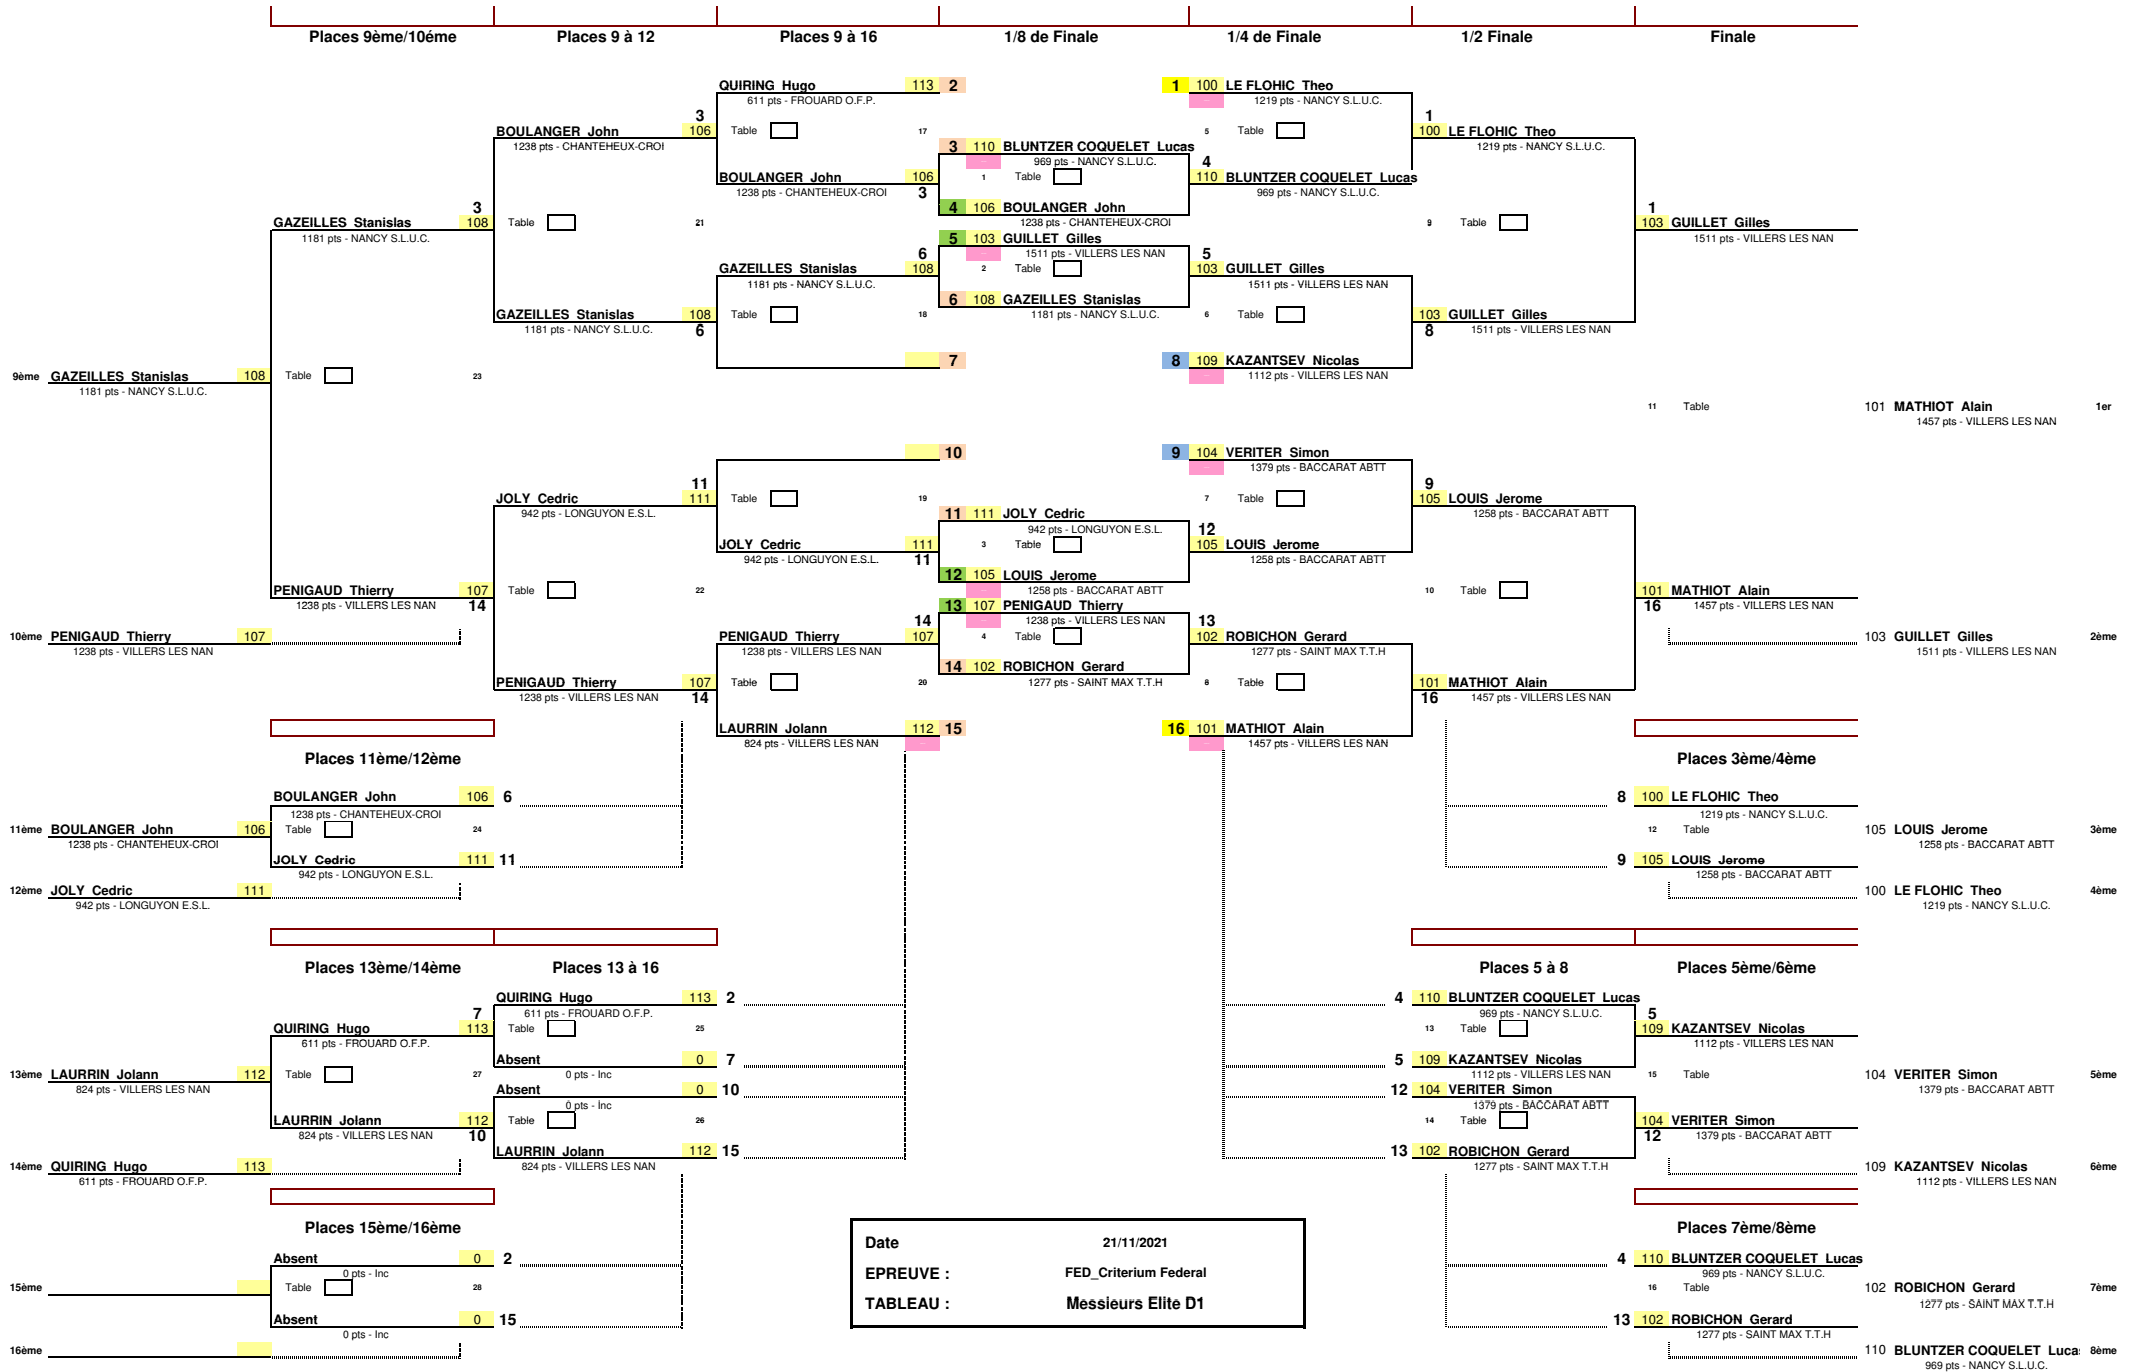 Places 9ème/10éme Places 9 à 12 Places 9 à 16 1/8 de Finale 1/4 de Finale 1/2 Finale Finale
QUIRING Hugo 113 2 1 100 LE FLOHIC Theo
611 pts - FROUARD O.F.P. 1219 pts - NANCY S.L.U.C.
3 1
BOULANGER John 106 Table 17 5 Table 100 LE FLOHIC Theo
1238 pts - CHANTEHEUX-CROI 3 110 BLUNTZER COQUELET Lucas 1219 pts - NANCY S.L.U.C.
969 pts - NANCY S.L.U.C. 4
BOULANGER John 106 1 Table 110 BLUNTZER COQUELET Lucas
1238 pts - CHANTEHEUX-CROI 3 969 pts - NANCY S.L.U.C.
3 4 106 BOULANGER John 1
GAZEILLES Stanislas 108 Table 21 1238 pts - CHANTEHEUX-CROI 9 Table 103 GUILLET Gilles
1181 pts - NANCY S.L.U.C. 5 103 GUILLET Gilles 1511 pts - VILLERS LES NAN
6 1511 pts - VILLERS LES NAN 5
GAZEILLES Stanislas 108 2 Table 103 GUILLET Gilles
1181 pts - NANCY S.L.U.C. 1511 pts - VILLERS LES NAN
6 108 GAZEILLES Stanislas
GAZEILLES Stanislas 108 Table 18 1181 pts - NANCY S.L.U.C. 6 Table 103 GUILLET Gilles
1181 pts - NANCY S.L.U.C. 6 8 1511 pts - VILLERS LES NAN
7 8 109 KAZANTSEV Nicolas
9ème GAZEILLES Stanislas 108 Table 23 1112 pts - VILLERS LES NAN
1181 pts - NANCY S.L.U.C.
11 Table 101 MATHIOT Alain 1er
1457 pts - VILLERS LES NAN
10 9 104 VERITER Simon
1379 pts - BACCARAT ABTT
11 9
JOLY Cedric 111 Table 19 7 Table 105 LOUIS Jerome
942 pts - LONGUYON E.S.L. 11 111 JOLY Cedric 1258 pts - BACCARAT ABTT
942 pts - LONGUYON E.S.L. 12
JOLY Cedric 111 3 Table 105 LOUIS Jerome
942 pts - LONGUYON E.S.L. 11 1258 pts - BACCARAT ABTT
12 105 LOUIS Jerome
PENIGAUD Thierry 107 Table 22 1258 pts - BACCARAT ABTT 10 Table 101 MATHIOT Alain
1238 pts - VILLERS LES NAN 14 13 107 PENIGAUD Thierry 16 1457 pts - VILLERS LES NAN
14 1238 pts - VILLERS LES NAN 13
10ème PENIGAUD Thierry 107 PENIGAUD Thierry 107 4 Table 102 ROBICHON Gerard 103 GUILLET Gilles 2ème
1238 pts - VILLERS LES NAN 1238 pts - VILLERS LES NAN 1277 pts - SAINT MAX T.T.H 1511 pts - VILLERS LES NAN
14 102 ROBICHON Gerard
PENIGAUD Thierry 107 Table 20 1277 pts - SAINT MAX T.T.H 8 Table 101 MATHIOT Alain
1238 pts - VILLERS LES NAN 14 16 1457 pts - VILLERS LES NAN
LAURRIN Jolann 112 15 16 101 MATHIOT Alain
824 pts - VILLERS LES NAN 1457 pts - VILLERS LES NAN
Places 11ème/12ème Places 3ème/4ème
BOULANGER John 106 6 8 100 LE FLOHIC Theo
1238 pts - CHANTEHEUX-CROI 1219 pts - NANCY S.L.U.C.
11ème BOULANGER John 106 Table 24 12 Table 105 LOUIS Jerome 3ème
1238 pts - CHANTEHEUX-CROI 1258 pts - BACCARAT ABTT
JOLY Cedric 111 11 9 105 LOUIS Jerome
942 pts - LONGUYON E.S.L. 1258 pts - BACCARAT ABTT
12ème JOLY Cedric 111 100 LE FLOHIC Theo 4ème
942 pts - LONGUYON E.S.L. 1219 pts - NANCY S.L.U.C.
Places 13ème/14ème Places 13 à 16 Places 5 à 8 Places 5ème/6ème
QUIRING Hugo 113 2 4 110 BLUNTZER COQUELET Lucas
7 611 pts - FROUARD O.F.P. 969 pts - NANCY S.L.U.C. 5
QUIRING Hugo 113 Table 25 13 Table 109 KAZANTSEV Nicolas
611 pts - FROUARD O.F.P. 1112 pts - VILLERS LES NAN
Absent 0 7 5 109 KAZANTSEV Nicolas
13ème LAURRIN Jolann 112 Table 27 0 pts - Inc 1112 pts - VILLERS LES NAN 15 Table 104 VERITER Simon 5ème
824 pts - VILLERS LES NAN Absent 0 10 12 104 VERITER Simon 1379 pts - BACCARAT ABTT
0 pts - Inc 1379 pts - BACCARAT ABTT
LAURRIN Jolann 112 Table 26 14 Table 104 VERITER Simon
824 pts - VILLERS LES NAN 10 12 1379 pts - BACCARAT ABTT
LAURRIN Jolann 112 15 13 102 ROBICHON Gerard
14ème QUIRING Hugo 113 824 pts - VILLERS LES NAN 1277 pts - SAINT MAX T.T.H 109 KAZANTSEV Nicolas 6ème
611 pts - FROUARD O.F.P. 1112 pts - VILLERS LES NAN
Places 15ème/16ème Places 7ème/8ème
Date 21/11/2021
Absent 0 2 4 110 BLUNTZER COQUELET Lucas
0 pts - Inc EPREUVE : FED_Criterium Federal 969 pts - NANCY S.L.U.C.
15ème Table 28 16 Table 102 ROBICHON Gerard 7ème
TABLEAU : Messieurs Elite D1 1277 pts - SAINT MAX T.T.H
Absent 0 15 13 102 ROBICHON Gerard
0 pts - Inc 1277 pts - SAINT MAX T.T.H
16ème 110 BLUNTZER COQUELET Luca 8ème
969 pts - NANCY S.L.U.C.